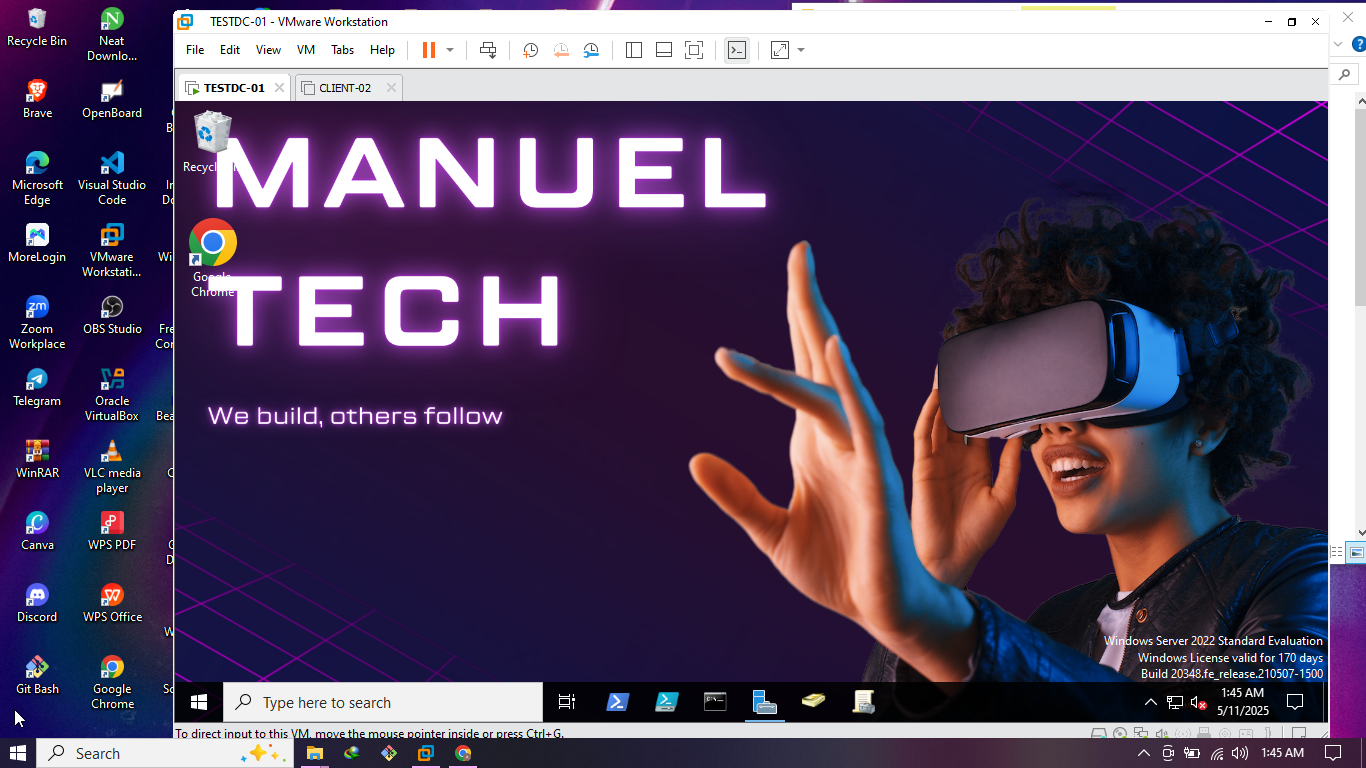 TESTDC-01 - VMware Workstation
File Edit View VM Tabs Help
TESTDC-01
CLIENT-02
Recycle Bin
Neat
Downlo...
Brave
OpenBoard
Microsoft
Edge
Visual Studio
Code
MoreLogin
VMware
Workstati...
Zoom
Workplace
OBS Studio
Telegram
Oracle
VirtualBox
WinRAR
VLC media
player
Canva
WPS PDF
Discord
WPS Office
Git Bash
Google
Chrome
MANUEL
TECH
We build, others follow
Google
Chrome
Windows Server 2022 Standard Evaluation
Windows License valid for 170 days
Build 20348.fe_release.210507-1500
Type here to search
1:45 AM
5/11/2025
To direct input to this VM, move the mouse pointer inside or press Ctrl+G.
Search
1:45 AM